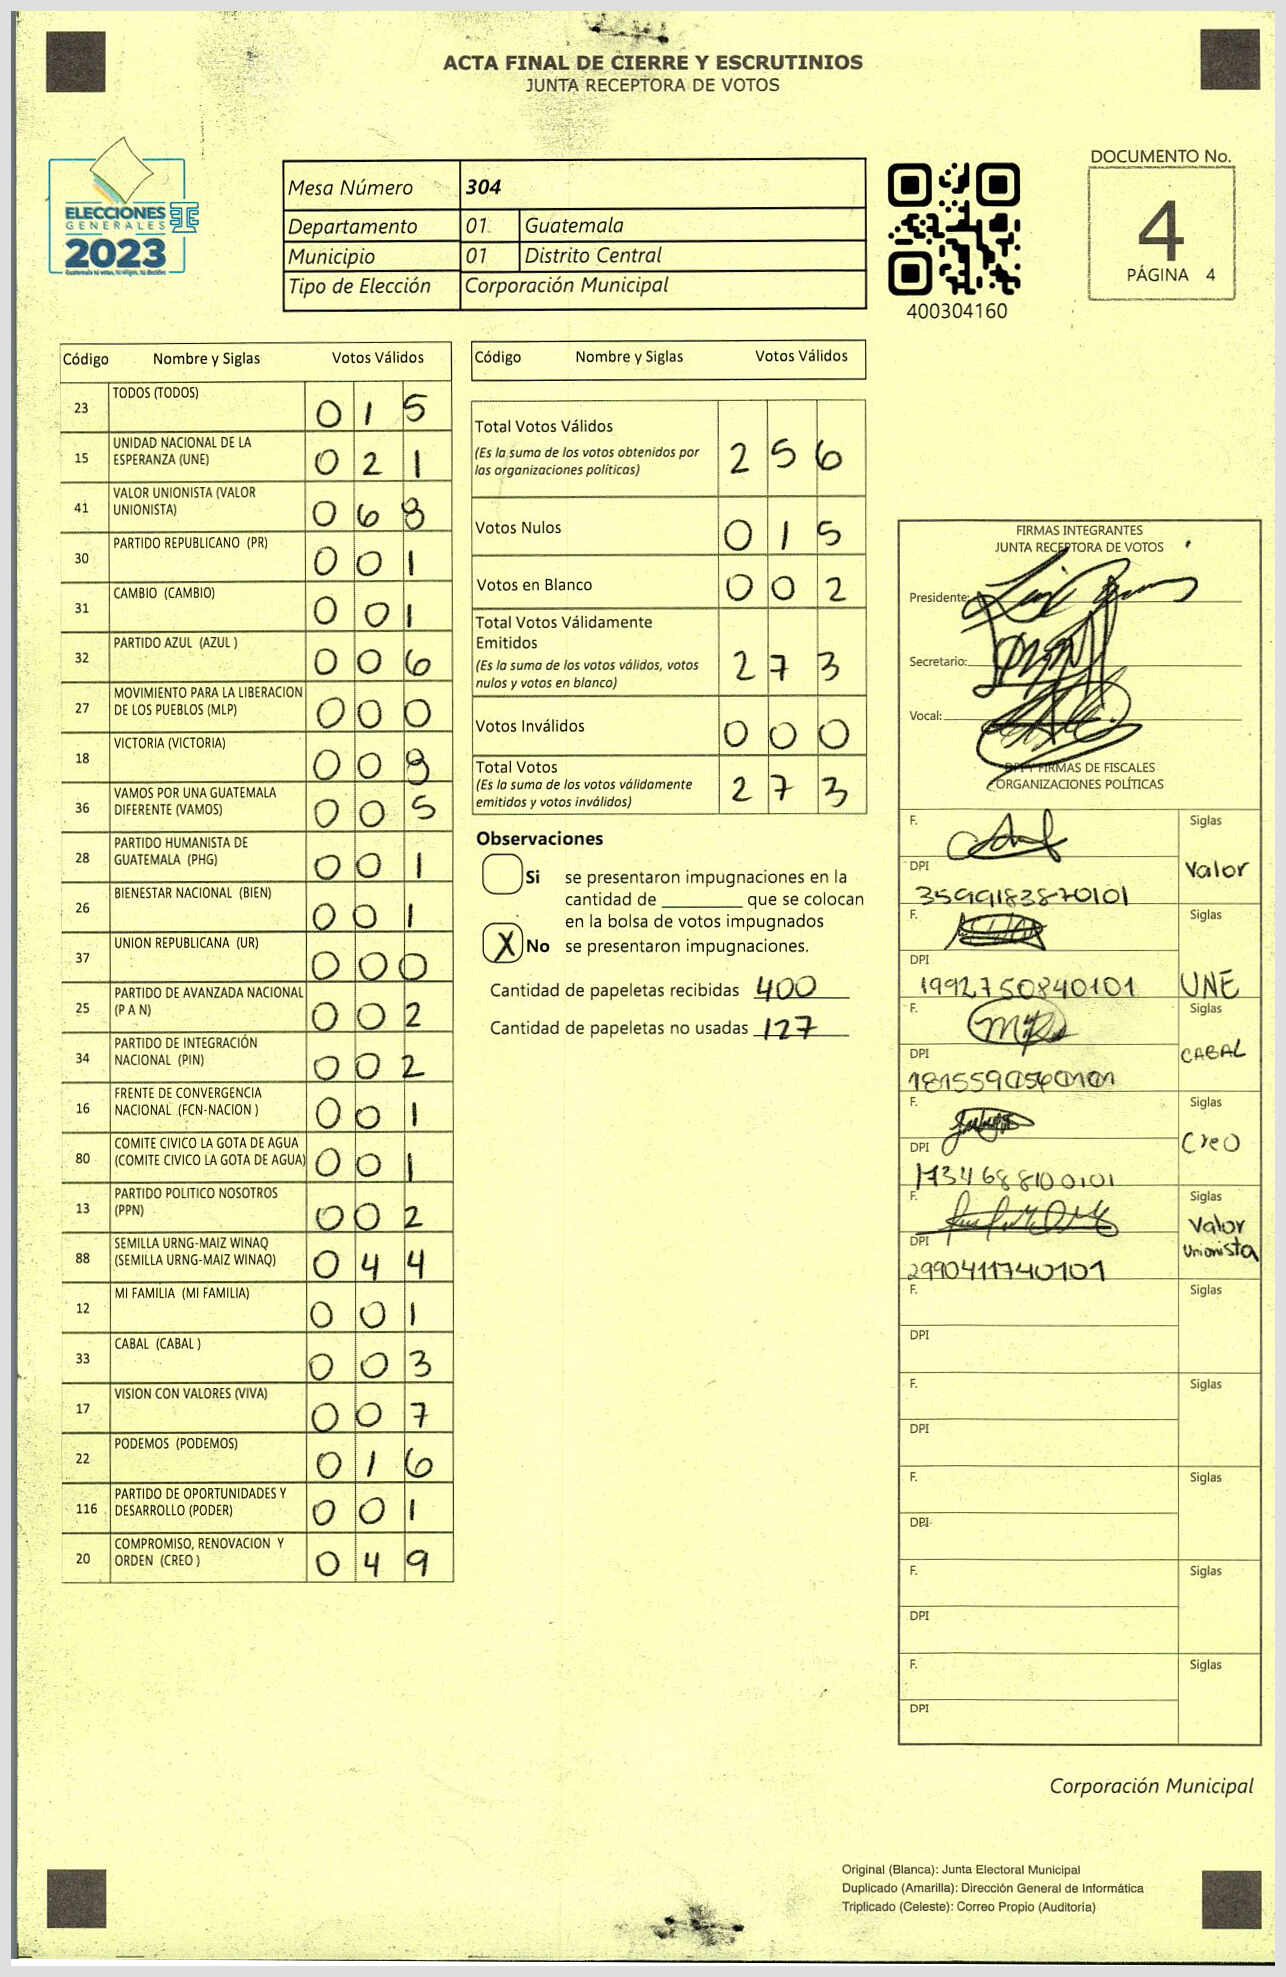 ACTA FINAL DE CIERRE Y ESCRUTINIOS
JUNTA RECEPTORA DE VOTOS
ELECCIONES
GENERALES
2023
Mesa Número 304
Departamento 01 Guatemala
Municipio 01 Distrito Central
Tipo de Elección Corporación Municipal
400304160
DOCUMENTO No.
4
PÁGINA 4
Código Nombre y Siglas Votos Válidos
23 TODOS (TODOS) 0 1 5
15 UNIDAD NACIONAL DE LA
ESPERANZA (UNE) 0 2 1
41 VALOR UNIONISTA (VALOR
UNIONISTA) 0 6 8
30 PARTIDO REPUBLICANO (PR) 0 0 1
31 CAMBIO (CAMBIO) 0 0 1
32 PARTIDO AZUL (AZUL ) 0 0 6
27 MOVIMIENTO PARA LA LIBERACION
DE LOS PUEBLOS (MLP) 0 0 0
18 VICTORIA (VICTORIA) 0 0 8
36 VAMOS POR UNA GUATEMALA
DIFERENTE (VAMOS) 0 0 5
28 PARTIDO HUMANISTA DE
GUATEMALA (PHG) 0 0 1
26 BIENESTAR NACIONAL (BIEN) 0 0 1
37 UNION REPUBLICANA (UR) 0 0 0
25 PARTIDO DE AVANZADA NACIONAL
(P A N) 0 0 2
34 PARTIDO DE INTEGRACIÓN
NACIONAL (PIN) 0 0 2
16 FRENTE DE CONVERGENCIA
NACIONAL (FCN-NACION ) 0 0 1
80 COMITE CIVICO LA GOTA DE AGUA
(COMITE CIVICO LA GOTA DE AGUA) 0 0 1
13 PARTIDO POLITICO NOSOTROS
(PPN) 0 0 2
88 SEMILLA URNG-MAIZ WINAQ
(SEMILLA URNG-MAIZ WINAQ) 0 4 4
12 MI FAMILIA (MI FAMILIA) 0 0 1
33 CABAL (CABAL ) 0 0 3
17 VISION CON VALORES (VIVA) 0 0 7
22 PODEMOS (PODEMOS) 0 1 6
116 PARTIDO DE OPORTUNIDADES Y
DESARROLLO (PODER) 0 0 1
20 COMPROMISO, RENOVACION Y
ORDEN (CREO ) 0 4 9
Código Nombre y Siglas Votos Válidos
Total Votos Válidos
(Es la suma de los votos obtenidos por
las organizaciones políticas) 2 5 6
Votos Nulos 0 1 5
Votos en Blanco 0 0 2
Total Votos Válidamente
Emitidos
(Es la suma de los votos válidos, votos
nulos y votos en blanco) 2 7 3
Votos Inválidos 0 0 0
Total Votos
(Es la suma de los votos válidamente
emitidos y votos inválidos) 2 7 3
Observaciones
Si se presentaron impugnaciones en la
cantidad de ________ que se colocan
en la bolsa de votos impugnados
X No se presentaron impugnaciones.
Cantidad de papeletas recibidas 400
Cantidad de papeletas no usadas 127
FIRMAS INTEGRANTES
JUNTA RECEPTORA DE VOTOS
Presidente:
Secretario:
Vocal:
DPI Y FIRMAS DE FISCALES
ORGANIZACIONES POLÍTICAS
F. Siglas
DPI Valor
3599183870101
F. Siglas
DPI
1992750840101 UNE
F. Siglas
DPI CABAL
F. Siglas
DPI Creo
1734688100101
F. Siglas
Valor
DPI Unionista
2990411740101
F. Siglas
DPI
F. Siglas
DPI
F. Siglas
DPI
F. Siglas
DPI
F. Siglas
DPI
Corporación Municipal
Original (Blanca): Junta Electoral Municipal
Duplicado (Amarilla): Dirección General de Informática
Triplicado (Celeste): Correo Propio (Auditoría)